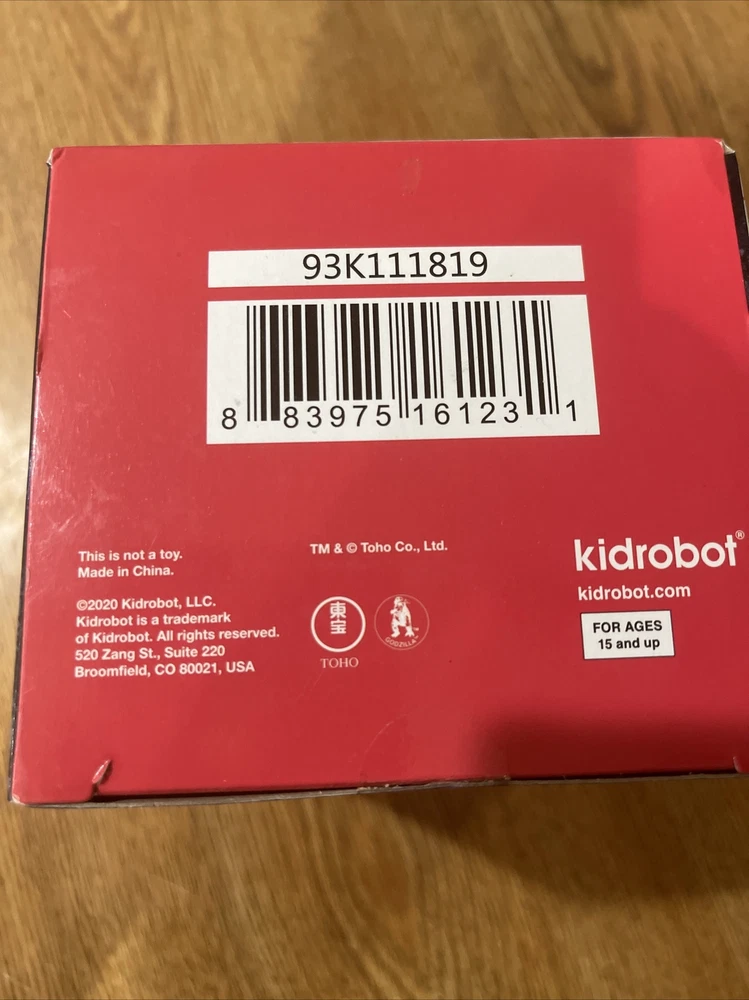 93K111819
8 83975 16123 1
This is not a toy.
Made in China.
©2020 Kidrobot, LLC.
Kidrobot is a trademark
of Kidrobot. All rights reserved.
520 Zang St., Suite 220
Broomfield, CO 80021, USA
TM & © Toho Co., Ltd.
東宝
TOHO
GODZILLA
kidrobot®
kidrobot.com
FOR AGES
15 and up